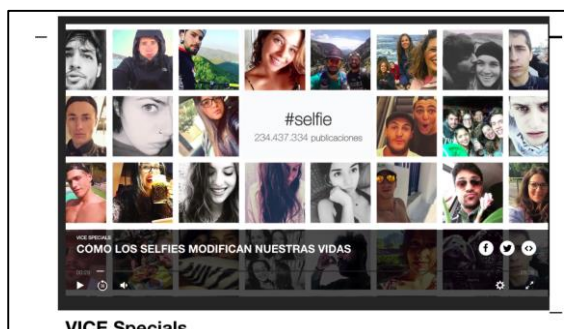 #selfie
234.437.334 publicaciones
VICE SPECIALS
COMO LOS SELFIES MODIFICAN NUESTRAS VIDAS
VICE Specials